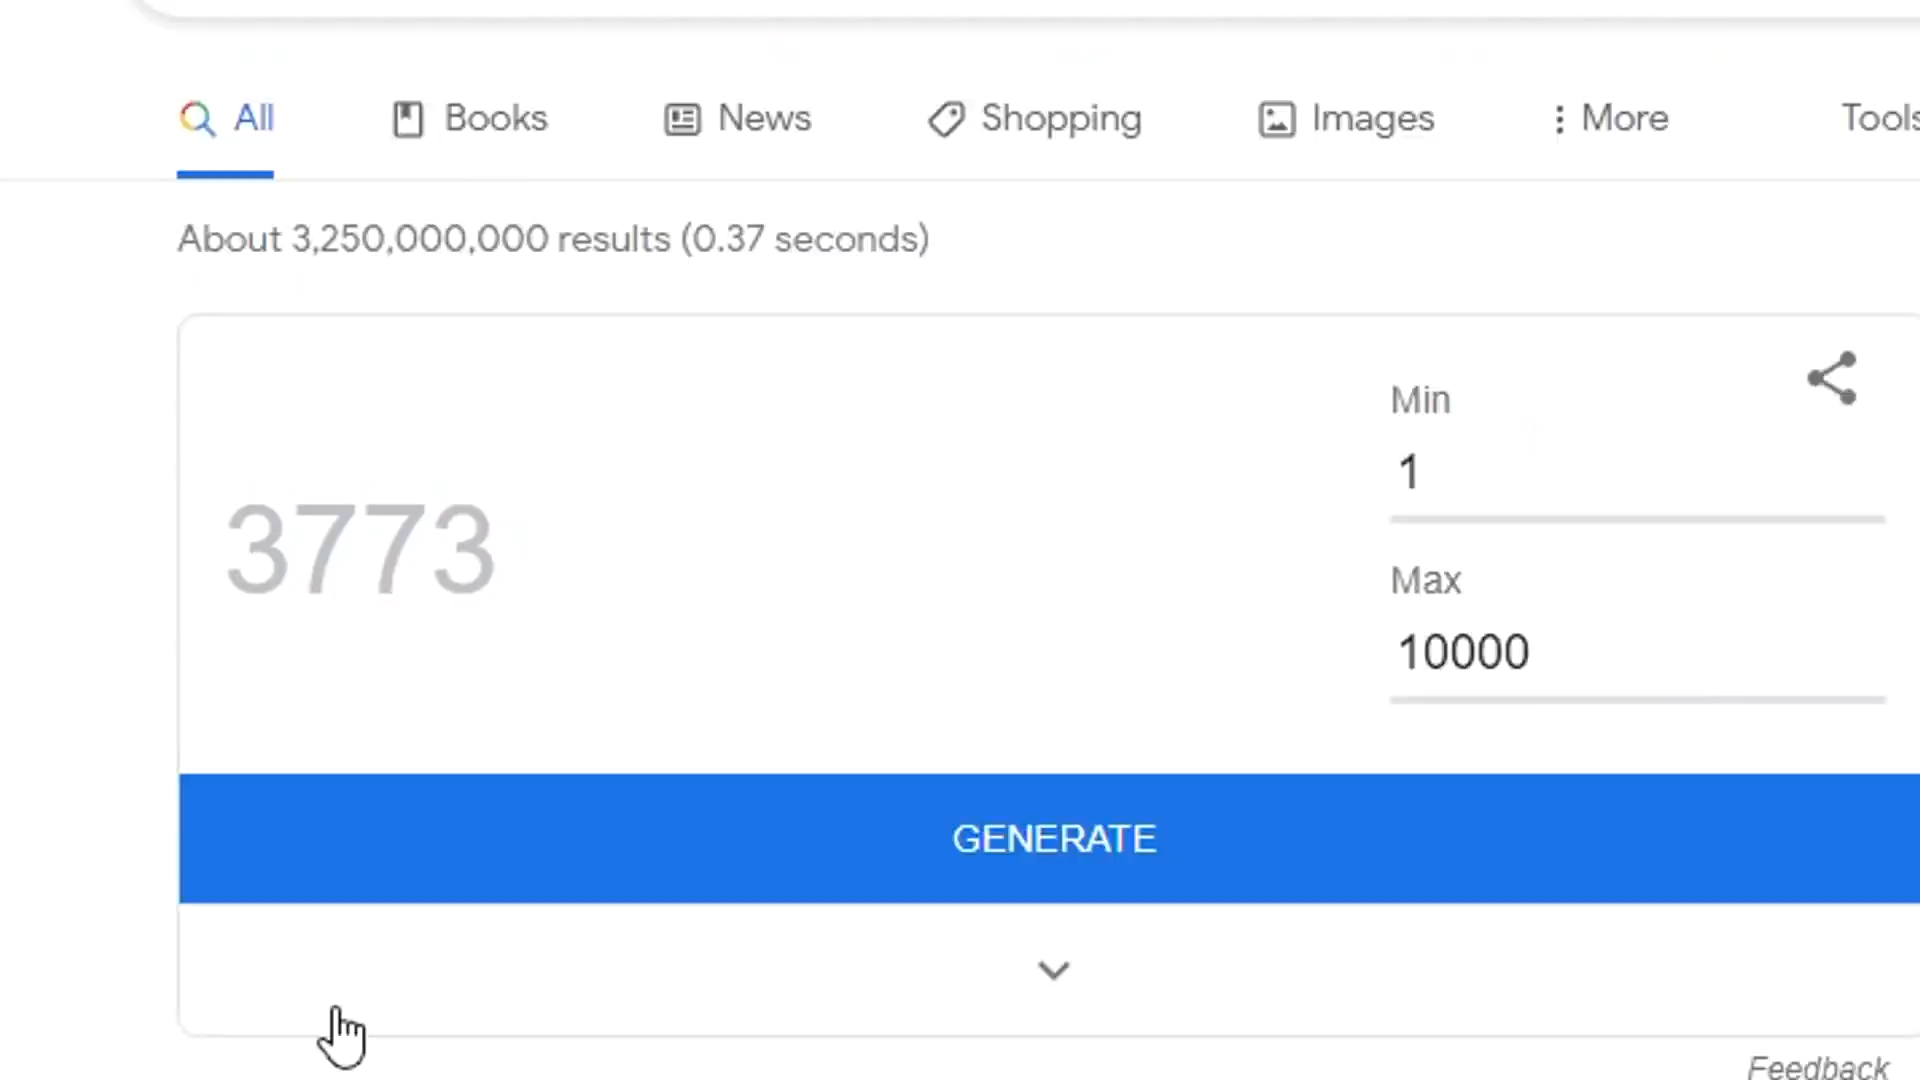 All Books News Shopping Images More Tools
About 3,250,000,000 results (0.37 seconds)
Min
1
3773
Max
10000
GENERATE
Feedback